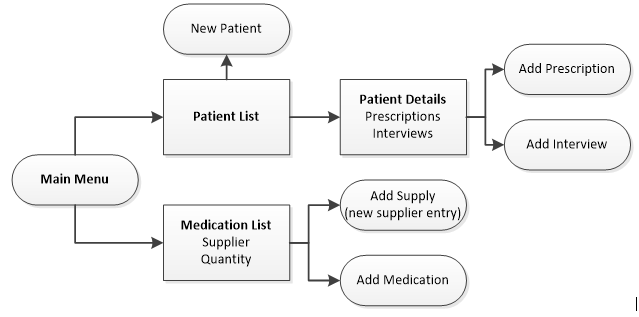 New Patient
Add Prescription
Patient List
Patient Details
Prescriptions
Interviews
Add Interview
Main Menu
Add Supply
(new supplier entry)
Medication List
Supplier
Quantity
Add Medication